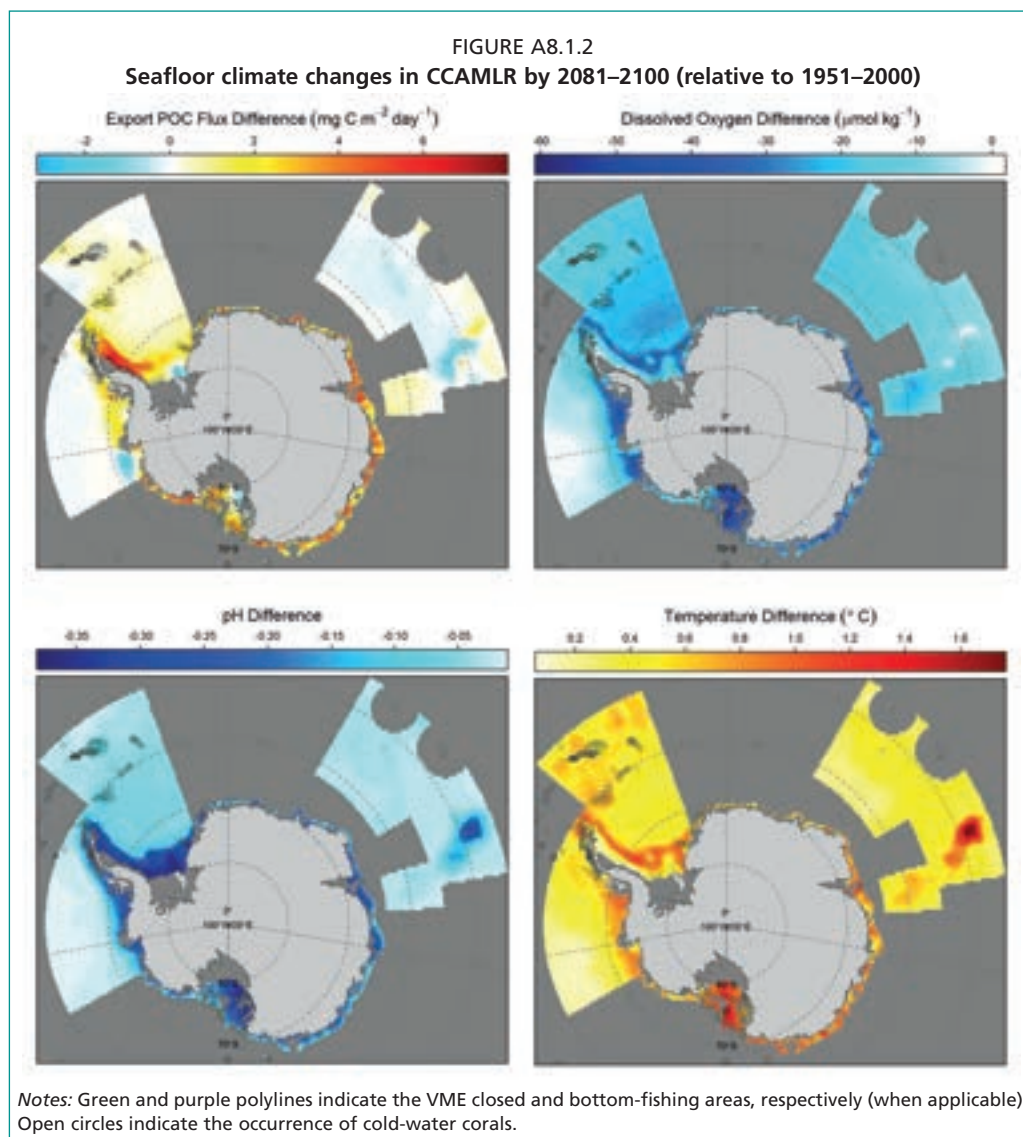 FIGURE A8.1.2
Seafloor climate changes in CCAMLR by 2081–2100 (relative to 1951–2000)
Export POC Flux Difference (mg C m⁻² day⁻¹)
-2 0 2 4 6
Dissolved Oxygen Difference (μmol kg⁻¹)
-60 -50 -40 -30 -20 -10 0
0°
0°
pH Difference
-0.35 -0.30 -0.25 -0.20 -0.15 -0.10 -0.05
Temperature Difference (° C)
0.2 0.4 0.6 0.8 1.0 1.2 1.4 1.6
0°
0°
Notes: Green and purple polylines indicate the VME closed and bottom-fishing areas, respectively (when applicable)
Open circles indicate the occurrence of cold-water corals.